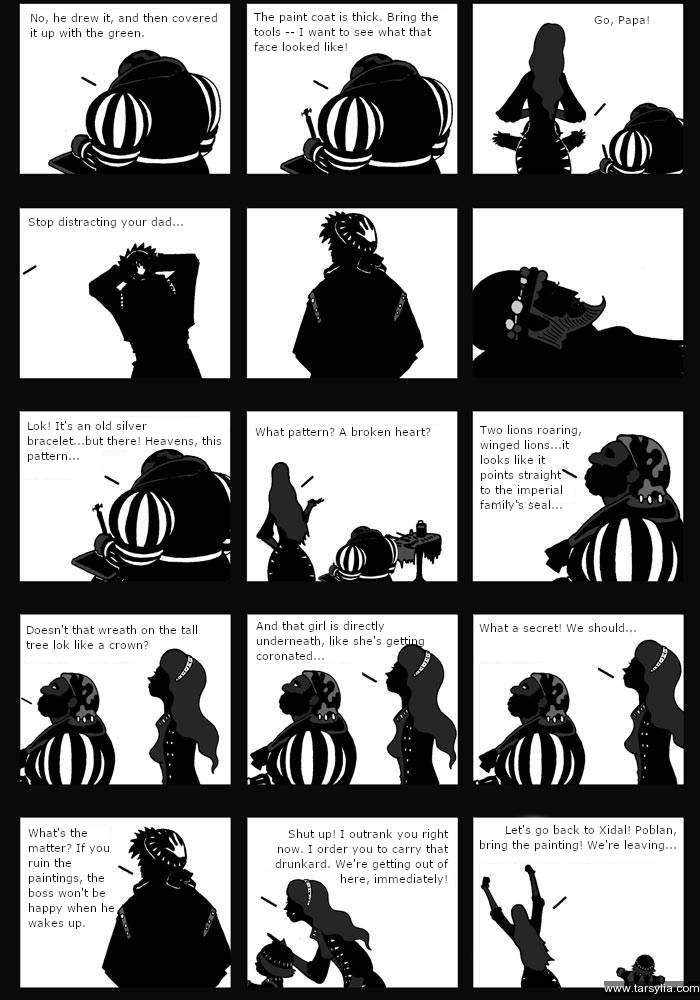 No, he drew it, and then covered
it up with the green.
The paint coat is thick. Bring the
tools -- I want to see what that
face looked like!
Go, Papa!
Stop distracting your dad...
Lok! It's an old silver
bracelet...but there! Heavens, this
pattern...
What pattern? A broken heart?
Two lions roaring,
winged lions...it
looks like it
points straight
to the imperial
family's seal...
Doesn't that wreath on the tall
tree lok like a crown?
And that girl is directly
underneath, like she's getting
coronated...
What a secret! We should...
What's the
matter? If you
ruin the
paintings, the
boss won't be
happy when he
wakes up.
Shut up! I outrank you right
now. I order you to carry that
drunkard. We're getting out of
here, immediately!
Let's go back to Xidal! Poblan,
bring the painting! We're leaving...
www.tarsylia.com